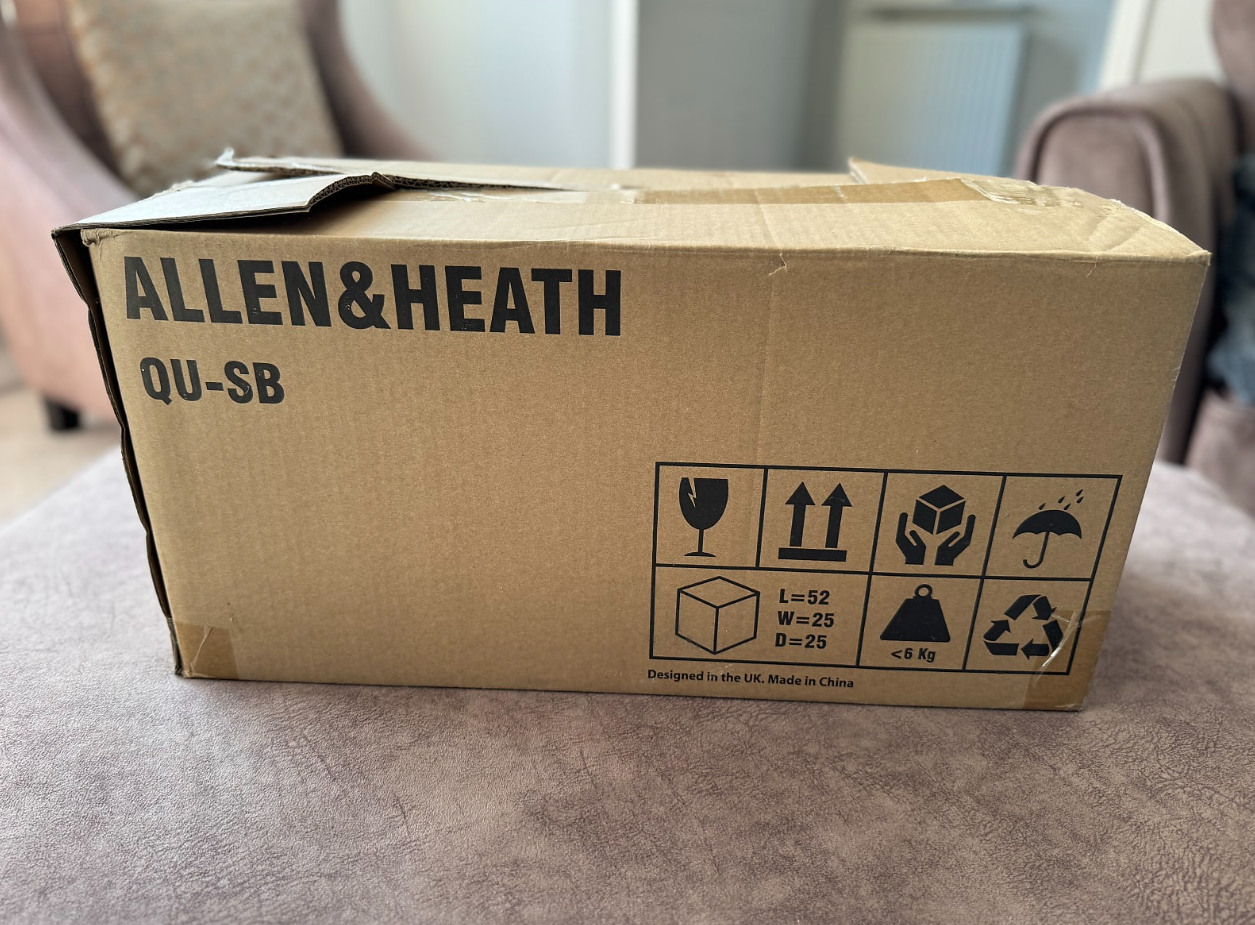 ALLEN&HEATH
QU-SB
L=52
W=25
D=25
<6 Kg
Designed in the UK. Made in China